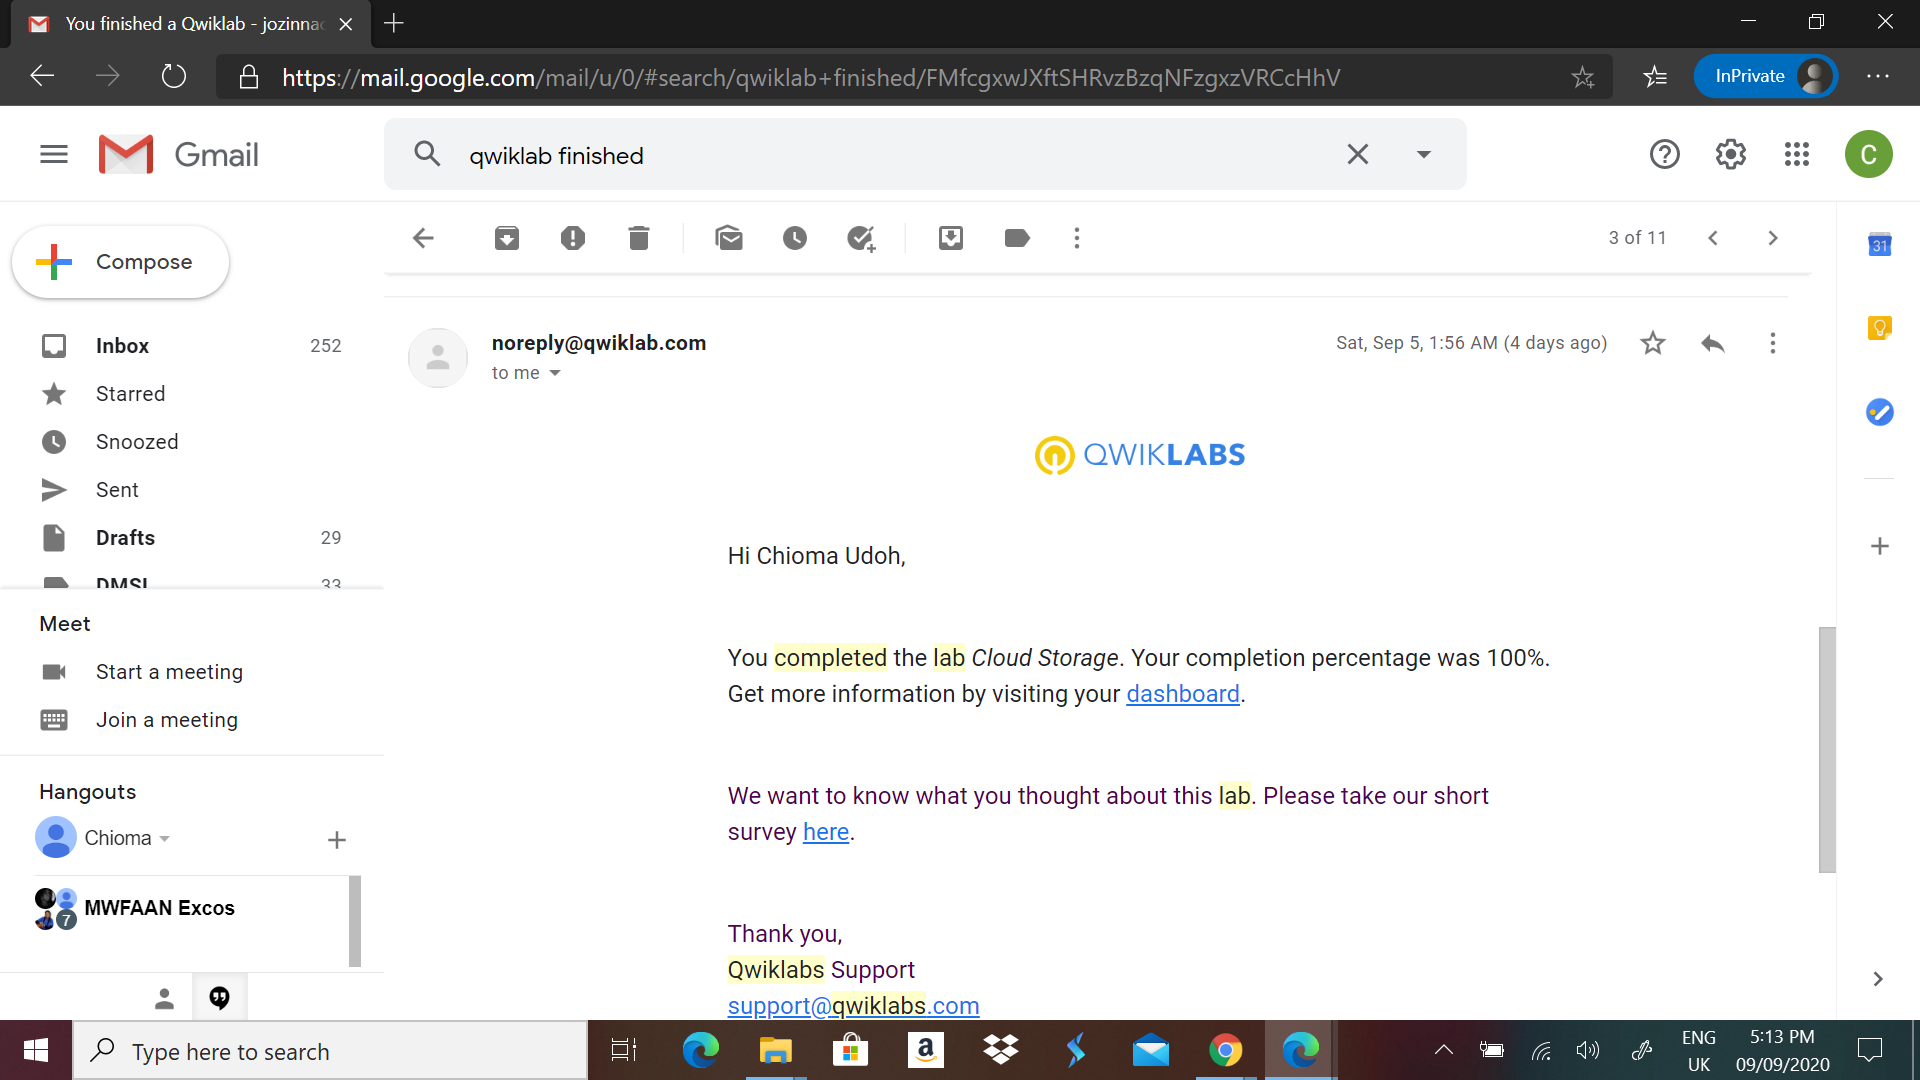 You finished a Qwiklab - jozinnac
https://mail.google.com/mail/u/0/#search/qwiklab+finished/FMfcgxwJXftSHRvzBzqNFzgxzVRCcHhV
InPrivate
Gmail
qwiklab finished
C
Compose
3 of 11
31
Inbox 252
Starred
Snoozed
Sent
Drafts 29
DMSI 33
Meet
Start a meeting
Join a meeting
Hangouts
Chioma
7
MWFAAN Excos
noreply@qwiklab.com
Sat, Sep 5, 1:56 AM (4 days ago)
to me
QWIKLABS
Hi Chioma Udoh,
You completed the lab Cloud Storage. Your completion percentage was 100%.
Get more information by visiting your dashboard.
We want to know what you thought about this lab. Please take our short
survey here.
Thank you,
Qwiklabs Support
support@qwiklabs.com
Type here to search
a
ENG
UK
5:13 PM
09/09/2020